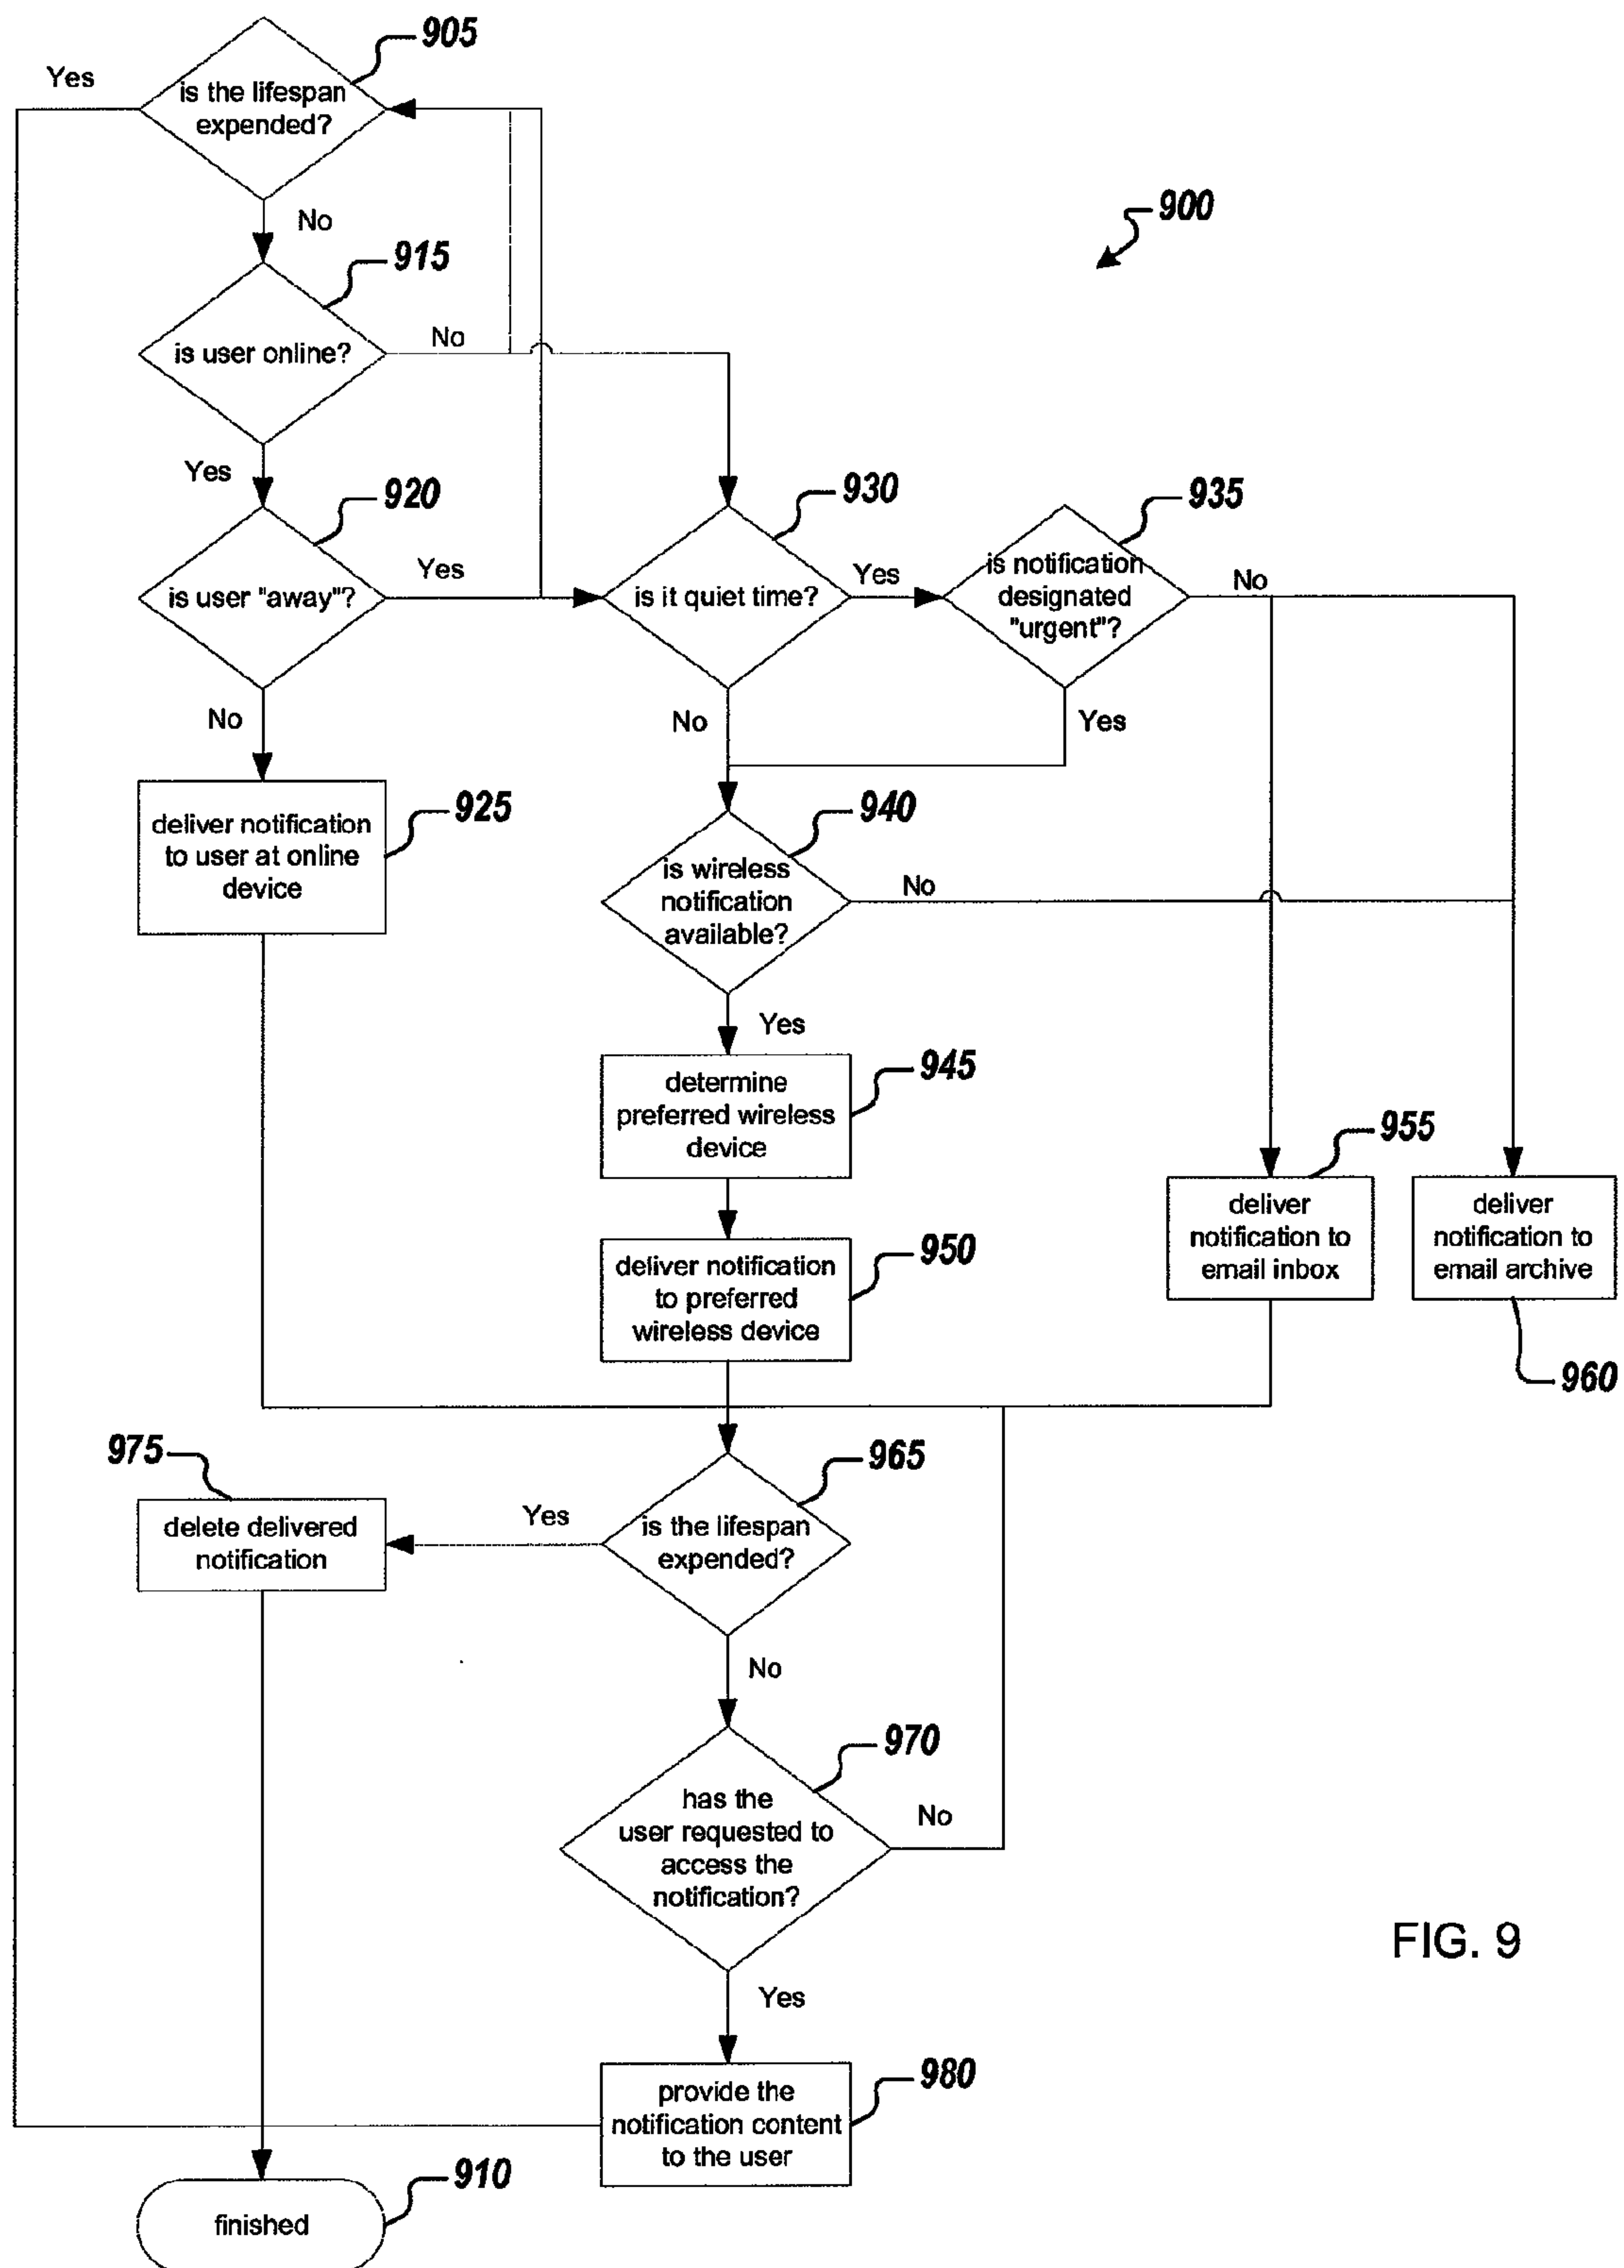 905
Yes
is the lifespan
expended?
No
900
915
is user online?
No
Yes
920
is user "away"?
Yes
930
is it quiet time?
Yes
935
is notification
designated
"urgent"?
No
No
No
Yes
925
deliver notification
to user at online
device
940
is wireless
notification
available?
No
Yes
945
determine
preferred wireless
device
955
deliver
notification to
email inbox
deliver
notification to
email archive
960
950
deliver notification
to preferred
wireless device
975
delete delivered
notification
Yes
965
is the lifespan
expended?
No
970
has the
user requested to
access the
notification?
No
Yes
FIG. 9
980
provide the
notification content
to the user
910
finished